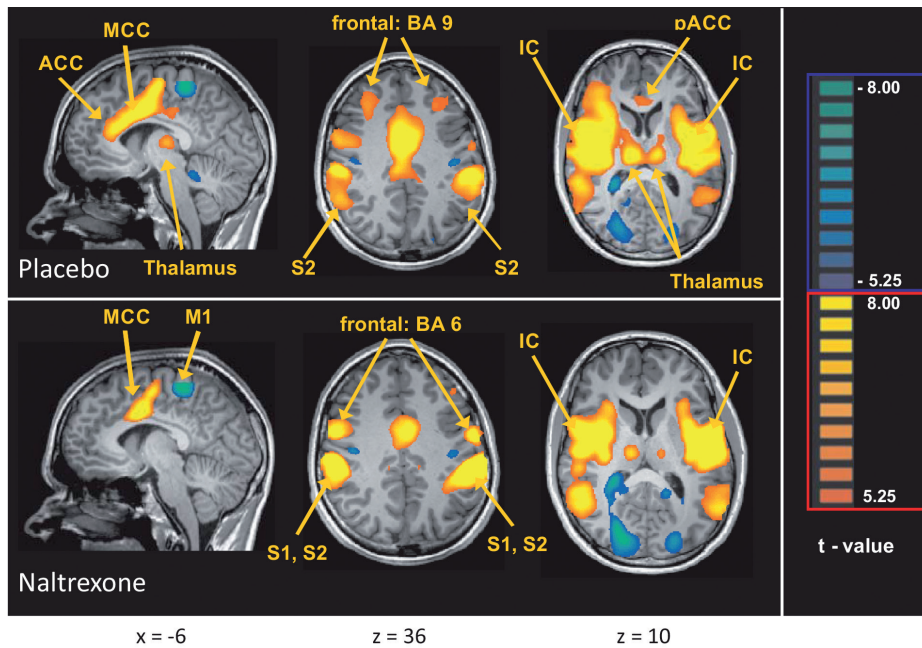 MCC
ACC
Thalamus
Placebo
frontal: BA 9
S2
S2
pACC
IC
IC
Thalamus
MCC
M1
Naltrexone
frontal: BA 6
S1, S2
S1, S2
IC
IC
- 8.00
- 5.25
8.00
5.25
t - value
x = -6
z = 36
z = 10